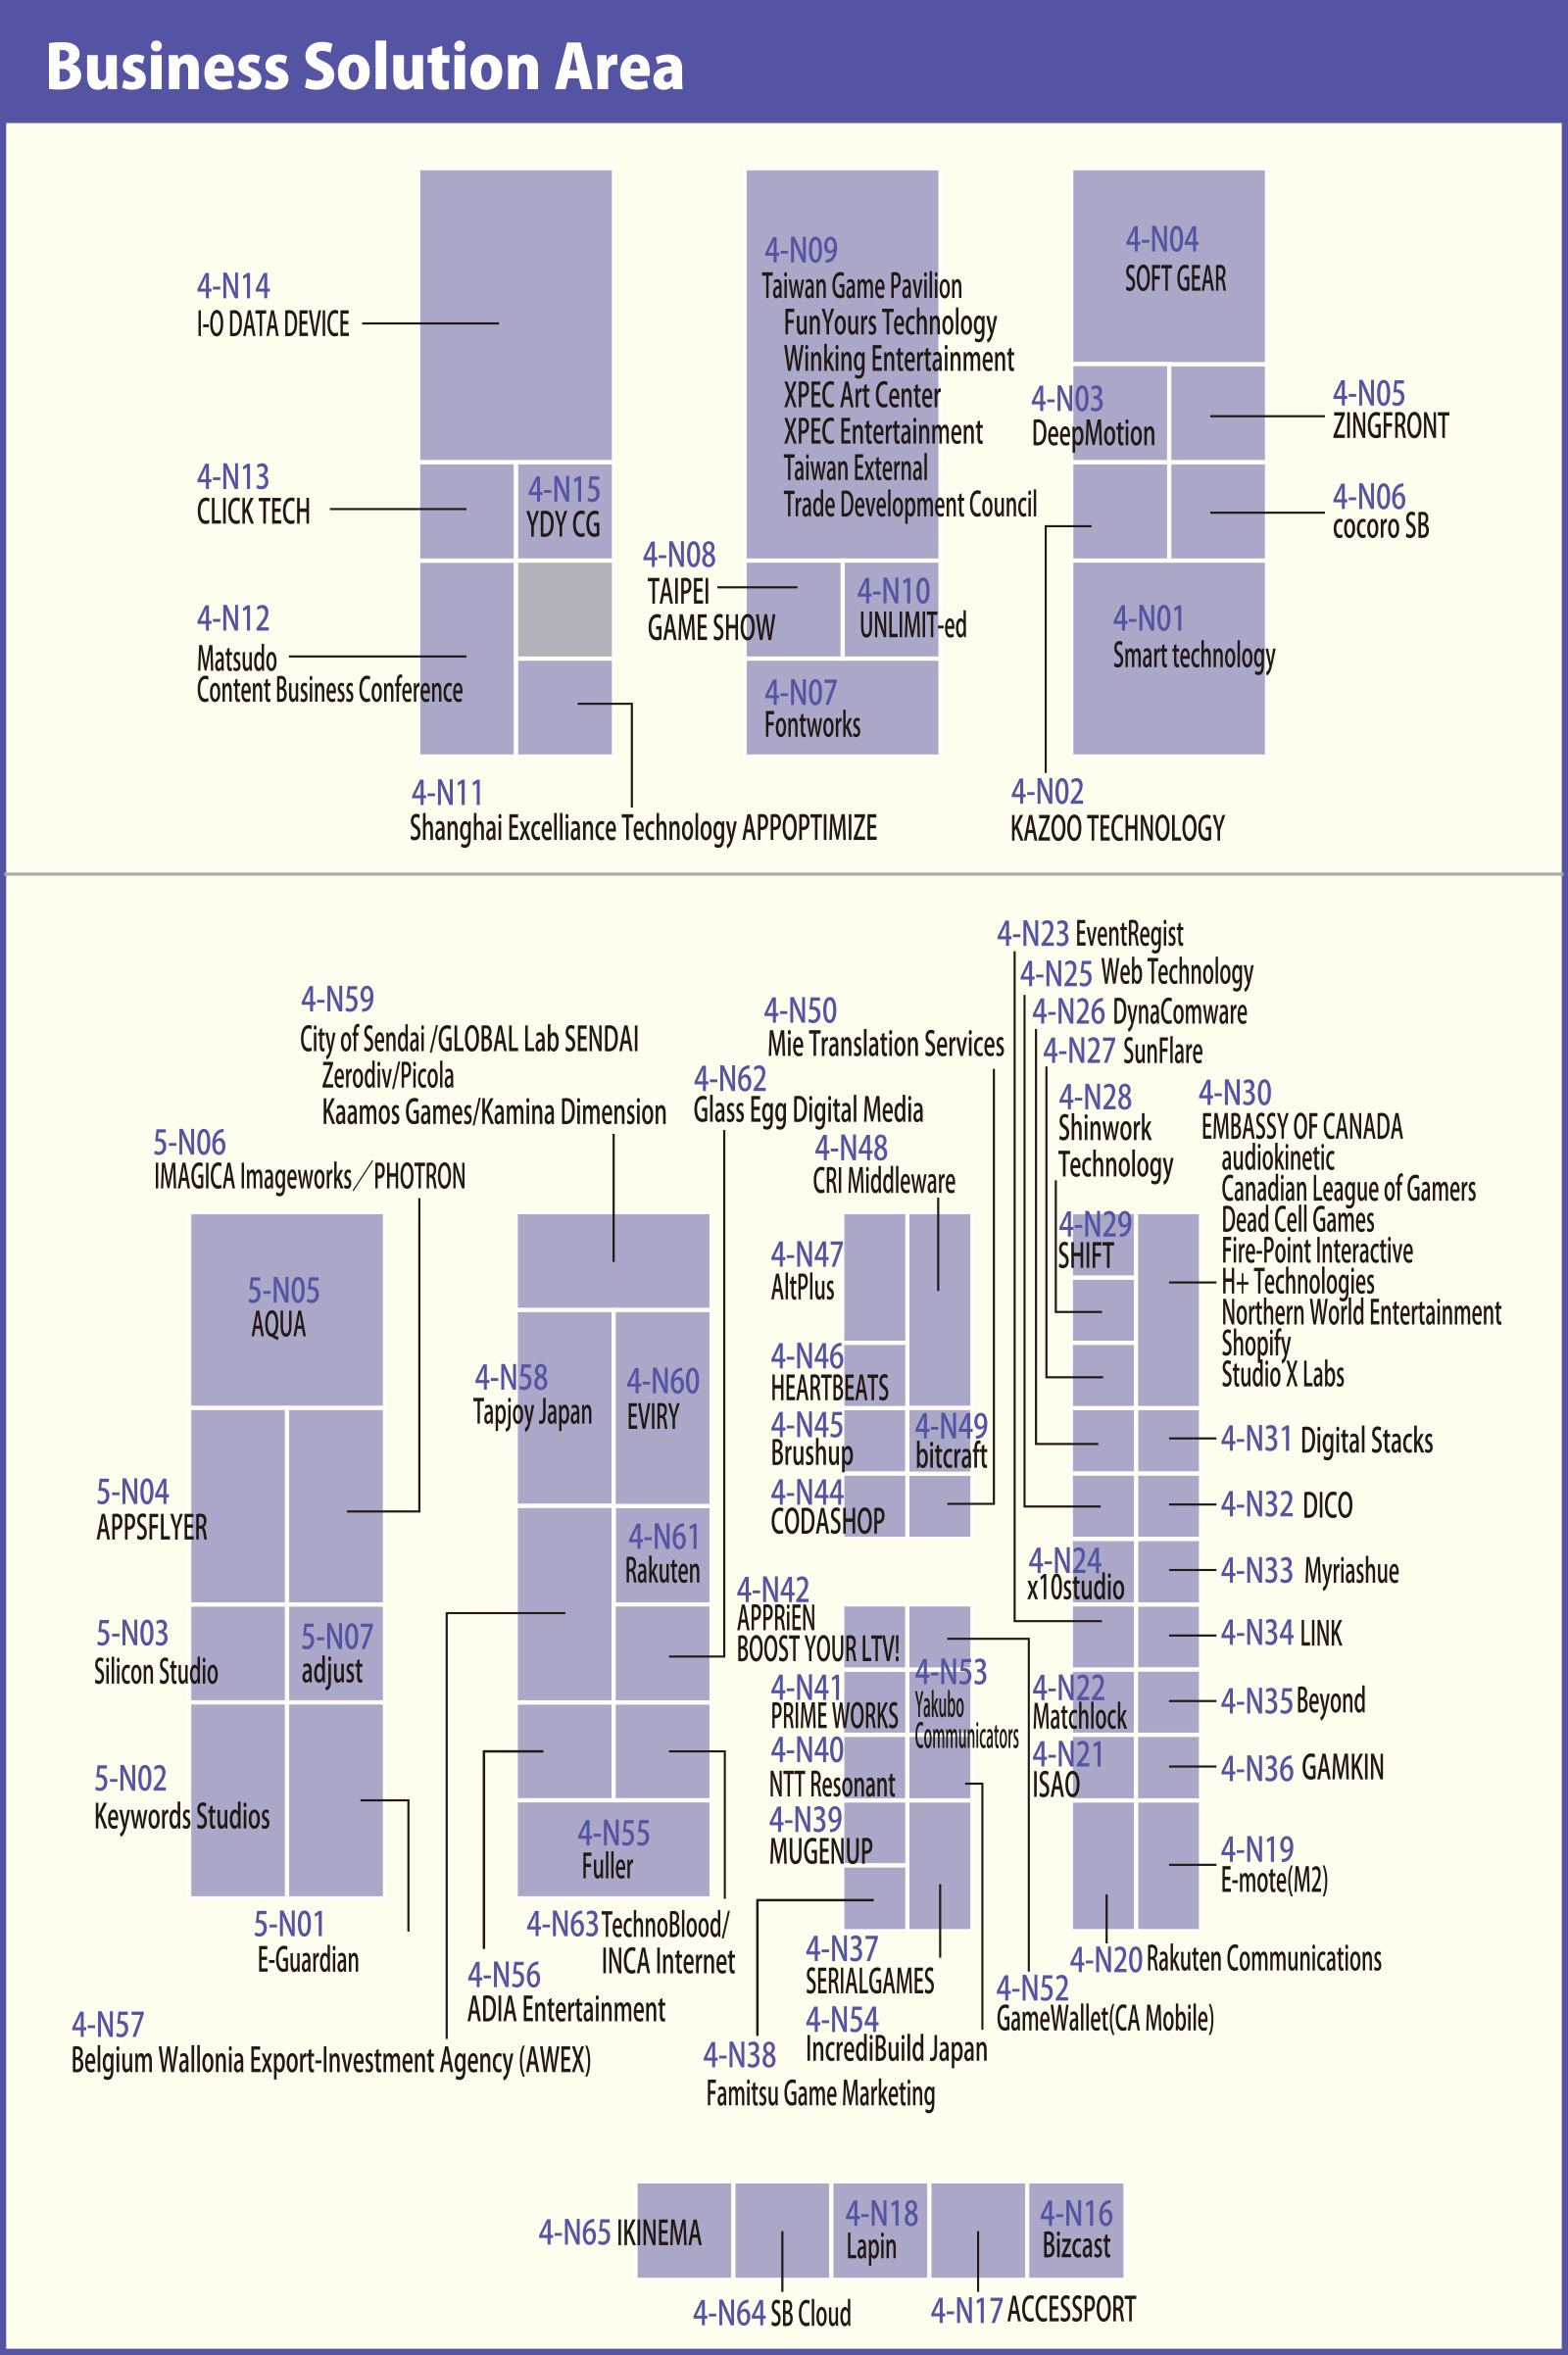 Business Solution Area
4-N14
I-O DATA DEVICE
4-N13
CLICK TECH
4-N15
YDY CG
4-N12
Matsudo
Content Business Conference
4-N11
Shanghai Excelliance Technology APPOPTIMIZE
4-N09
Taiwan Game Pavilion
FunYours Technology
Winking Entertainment
XPEC Art Center
XPEC Entertainment
Taiwan External
Trade Development Council
4-N08
TAIPEI
GAME SHOW
4-N10
UNLIMIT-ed
4-N07
Fontworks
4-N04
SOFT GEAR
4-N03
DeepMotion
4-N05
ZINGFRONT
4-N06
cocoro SB
4-N01
Smart technology
4-N02
KAZOO TECHNOLOGY
4-N59
City of Sendai /GLOBAL Lab SENDAI
Zerodiv/Picola
Kaamos Games/Kamina Dimension
5-N06
IMAGICA Imageworks／PHOTRON
5-N05
AQUA
5-N04
APPSFLYER
5-N03
Silicon Studio
5-N07
adjust
5-N02
Keywords Studios
5-N01
E-Guardian
4-N62
Glass Egg Digital Media
4-N58
Tapjoy Japan
4-N60
EVIRY
4-N61
Rakuten
4-N55
Fuller
4-N63 TechnoBlood/
INCA Internet
4-N56
ADIA Entertainment
4-N57
Belgium Wallonia Export-Investment Agency (AWEX)
4-N50
Mie Translation Services
4-N48
CRI Middleware
4-N47
AltPlus
4-N46
HEARTBEATS
4-N45
Brushup
4-N49
bitcraft
4-N44
CODASHOP
4-N42
APPRiEN
BOOST YOUR LTV!
4-N41
PRIME WORKS
4-N53
Yakubo
Communicators
4-N40
NTT Resonant
4-N39
MUGENUP
4-N37
SERIALGAMES
4-N54
IncrediBuild Japan
4-N38
Famitsu Game Marketing
4-N52
GameWallet(CA Mobile)
4-N23 EventRegist
4-N25 Web Technology
4-N26 DynaComware
4-N27 SunFlare
4-N28
Shinwork
Technology
4-N29
SHIFT
4-N30
EMBASSY OF CANADA
audiokinetic
Canadian League of Gamers
Dead Cell Games
Fire-Point Interactive
H+ Technologies
Northern World Entertainment
Shopify
Studio X Labs
4-N31 Digital Stacks
4-N32 DICO
4-N24
x10studio
4-N33 Myriashue
4-N34 LINK
4-N22
Matchlock
4-N35 Beyond
4-N21
ISAO
4-N36 GAMKIN
4-N19
E-mote(M2)
4-N20 Rakuten Communications
4-N65 IKINEMA
4-N18
Lapin
4-N16
Bizcast
4-N64 SB Cloud
4-N17 ACCESSPORT